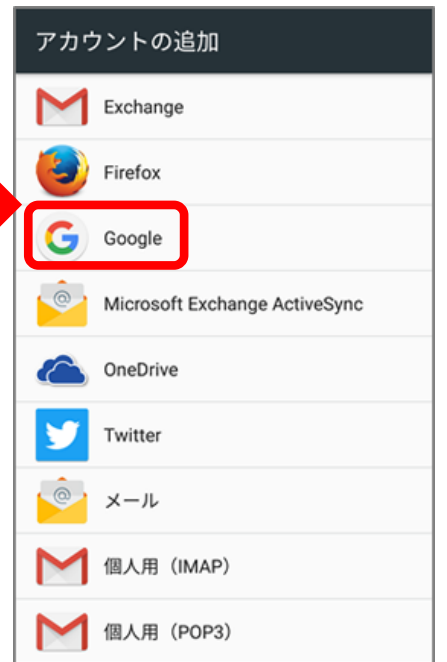 アカウントの追加
Exchange
Firefox
Google
Microsoft Exchange ActiveSync
OneDrive
Twitter
メール
個人用（IMAP）
個人用（POP3）